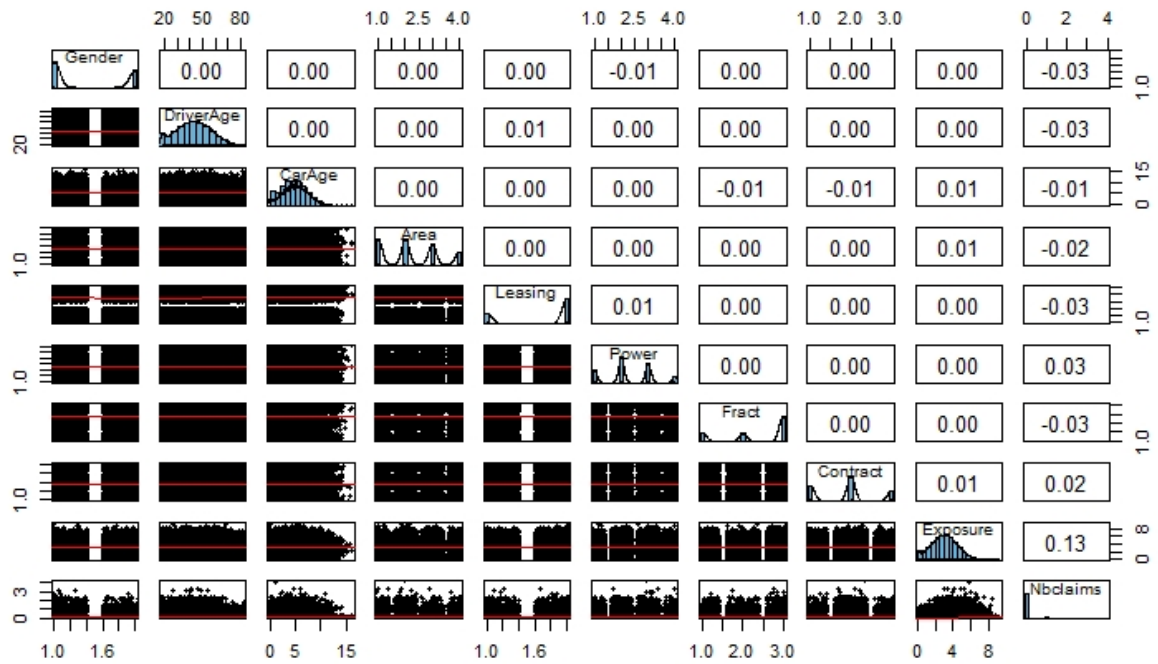 20 50 80 1.0 2.5 4.0 1.0 2.5 4.0 1.0 2.0 3.0 0 2 4
Gender 0.00 0.00 0.00 0.00 -0.01 0.00 0.00 0.00 -0.03 1.0
20 DriverAge 0.00 0.00 0.01 0.00 0.00 0.00 0.00 -0.03
CarAge 0.00 0.00 0.00 -0.01 -0.01 0.01 -0.01 0 15
1.0 Area 0.00 0.00 0.00 0.00 0.01 -0.02
Leasing 0.01 0.00 0.00 0.00 -0.03 1.0
1.0 Power 0.00 0.00 0.00 0.03
Fract 0.00 0.00 -0.03 1.0
1.0 Contract 0.01 0.02
Exposure 0.13 0 8
0 3 Nbclaims
1.0 1.6 0 5 15 1.0 1.6 1.0 2.0 3.0 0 4 8